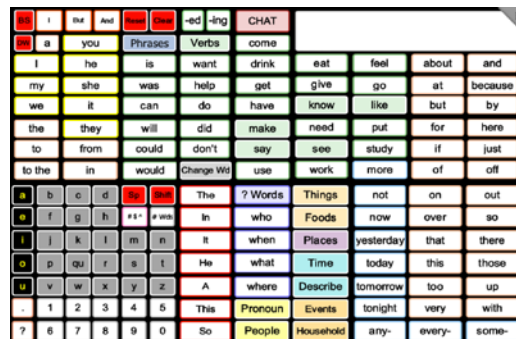 BS I But And Reset Clear -ed -ing CHAT
DW a you Phrases Verbs come
I he is want drink eat feel about and
my she was help get give go at because
we it can do have know like but by
the they will did make need put for here
to from could don't say see study if just
to the in would Change Wd use work more of off
a b c d Sp Shift The ? Words Things not on out
e f g h # $ ^ # Wds In who Foods now over so
i j k l m n It when Places yesterday that there
o p qu r s t He what Time today this those
u v w x y z A where Describe tomorrow too up
. 1 2 3 4 5 This Pronoun Events tonight very with
? 6 7 8 9 0 So People Household any- every- some-